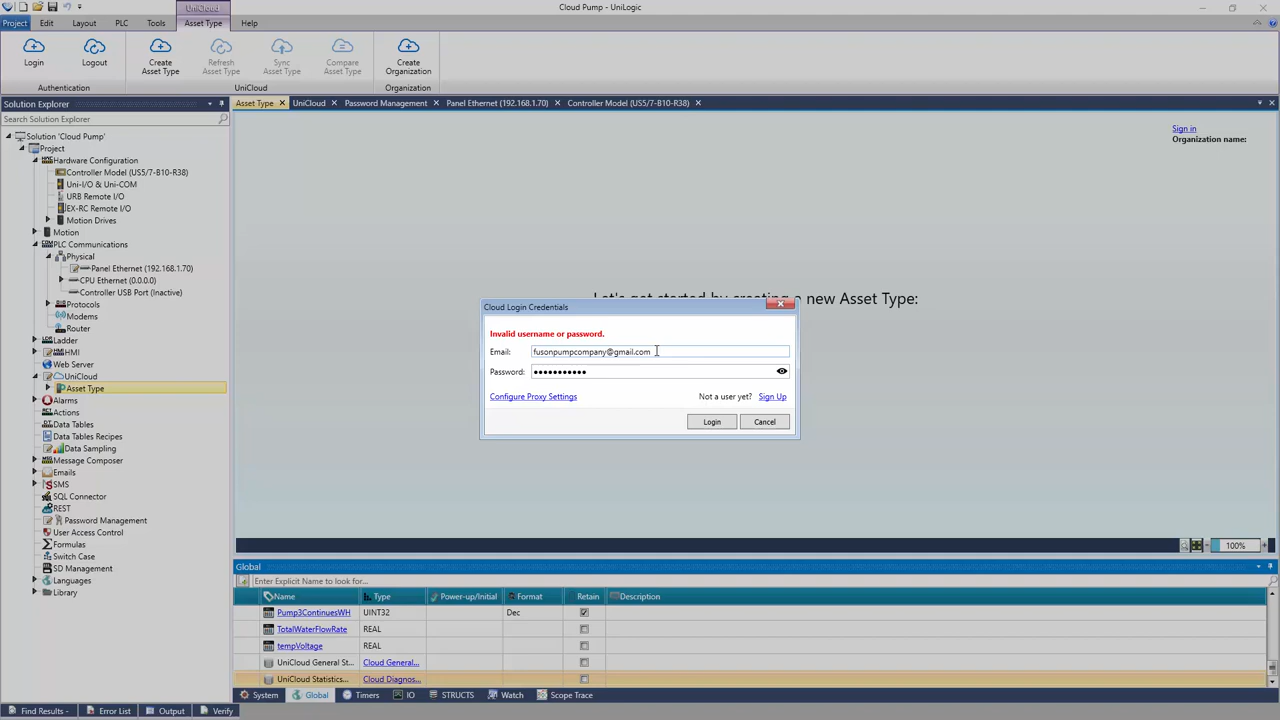 UniCloud
Cloud Pump - UniLogic
Project Edit Layout PLC Tools Asset Type Help
Login
Logout
Create Asset Type
Refresh Asset Type
Sync Asset Type
Compare Asset Type
Create Organization
Authentication
UniCloud
Organization
Solution Explorer
Search Solution Explorer
Solution 'Cloud Pump'
Project
Hardware Configuration
Controller Model (US5/7-B10-R38)
Uni-I/O & Uni-COM
URB Remote I/O
EX-RC Remote I/O
Motion Drives
Motion
PLC Communications
Physical
Panel Ethernet (192.168.1.70)
CPU Ethernet (0.0.0.0)
Controller USB Port (Inactive)
Protocols
Modems
Router
Ladder
HMI
Web Server
UniCloud
Asset Type
Alarms
Actions
Data Tables
Data Tables Recipes
Data Sampling
Message Composer
Emails
SMS
SQL Connector
REST
Password Management
User Access Control
Formulas
Switch Case
SD Management
Languages
Library
Asset Type UniCloud Password Management Panel Ethernet (192.168.1.70) Controller Model (US5/7-B10-R38)
Sign in
Organization name:
Let's get started by creating a new Asset Type:
Cloud Login Credentials
Invalid username or password.
Email: fusonpumpcompany@gmail.com
Password: •••••••••••
Configure Proxy Settings Not a user yet? Sign Up
Login Cancel
100%
Global
Enter Explicit Name to look for...
Name Type Power-up/Initial Format Retain Description
Pump3ContinuesWH UINT32 Dec
TotalWaterFlowRate REAL
tempVoltage REAL
UniCloud General St... Cloud General...
UniCloud Statistics... Cloud Diagnos...
System Global Timers IO STRUCTS Watch Scope Trace
Find Results - Error List Output Verify